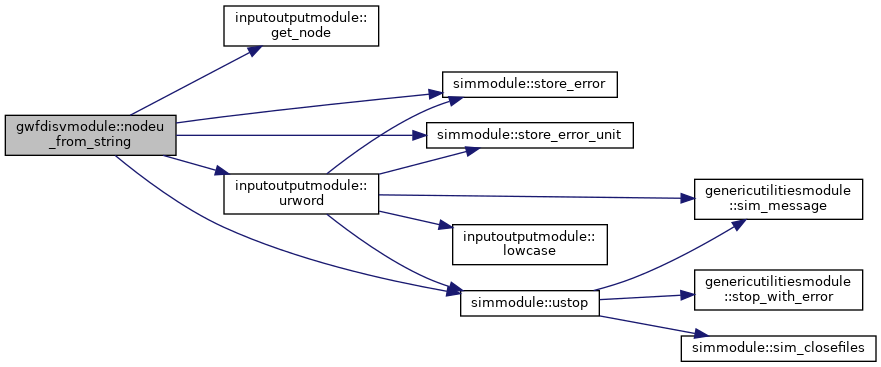 inputoutputmodule::
get_node
simmodule::store_error
gwfdisvmodule::nodeu
_from_string
simmodule::store_error_unit
inputoutputmodule::
urword
genericutilitiesmodule
::sim_message
inputoutputmodule::
lowcase
simmodule::ustop
genericutilitiesmodule
::stop_with_error
simmodule::sim_closefiles